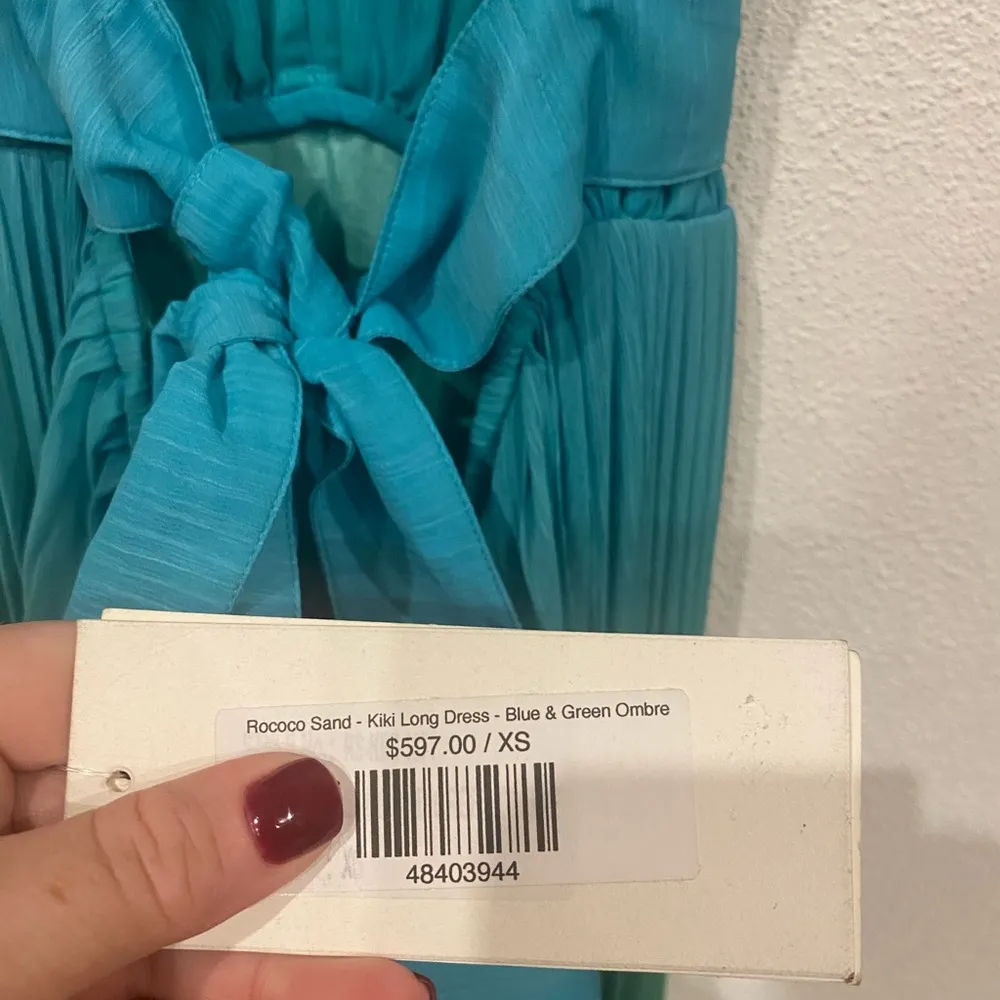 Rococo Sand - Kiki Long Dress - Blue & Green Ombre
$597.00 / XS
48403944